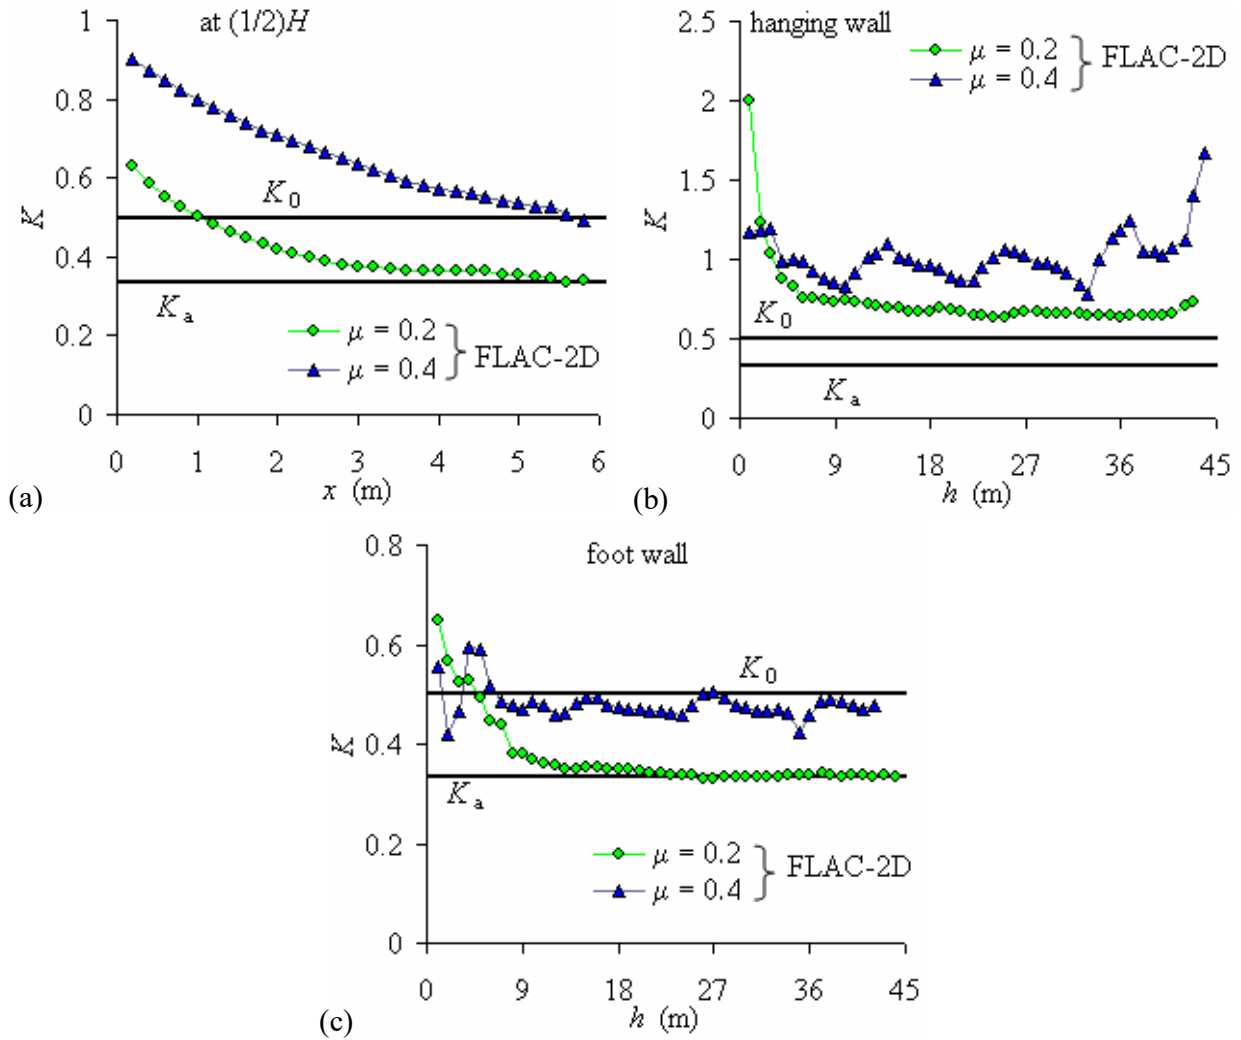 at (1/2)H
1
0.8
0.6
0.4
0.2
0
K
K0
Ka
μ = 0.2
μ = 0.4
FLAC-2D
0 1 2 3 4 5 6
x (m)
(a)
hanging wall
2.5
2
1.5
1
0.5
0
K
μ = 0.2
μ = 0.4
FLAC-2D
K0
Ka
0 9 18 27 36 45
h (m)
(b)
foot wall
0.8
0.6
0.4
0.2
0
K
K0
Ka
μ = 0.2
μ = 0.4
FLAC-2D
0 9 18 27 36 45
h (m)
(c)